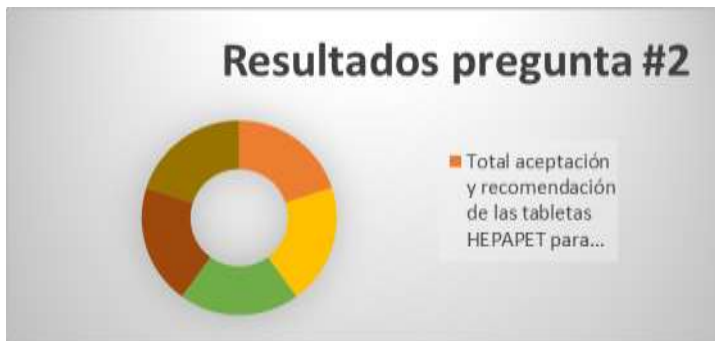 Resultados pregunta #2
Total aceptación
y recomendación
de las tabletas
HEPAPET para...